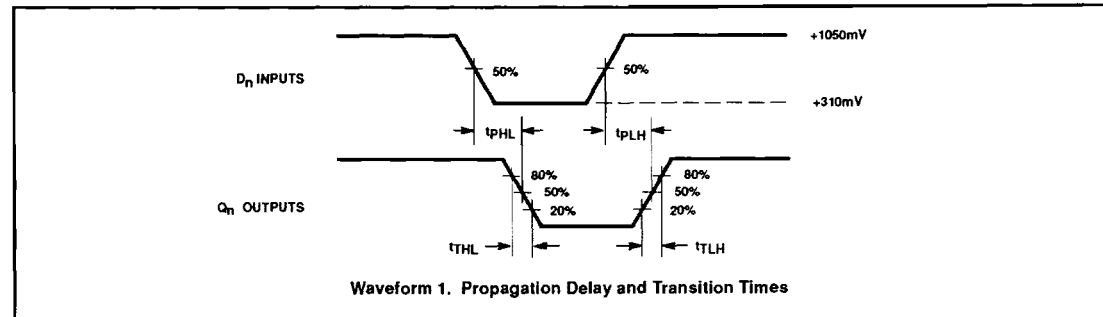 +1050mV
Dn INPUTS
50%
50%
+310mV
tPHL
tPLH
80%
80%
50%
50%
Qn OUTPUTS
20%
20%
tTHL
tTLH
Waveform 1. Propagation Delay and Transition Times